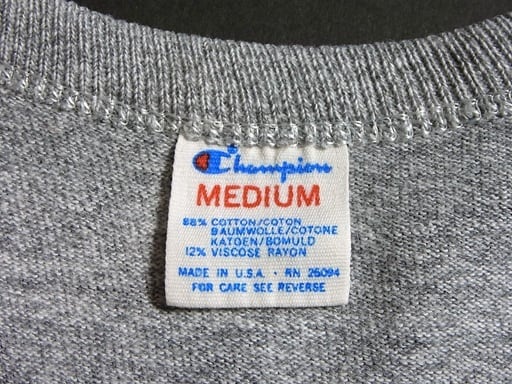 Champion
MEDIUM
88% COTTON/COTON
BAUMWOLLE/COTONE
KATOEN/BOMULD
12% VISCOSE RAYON
MADE IN U.S.A. · RN 26094
FOR CARE SEE REVERSE